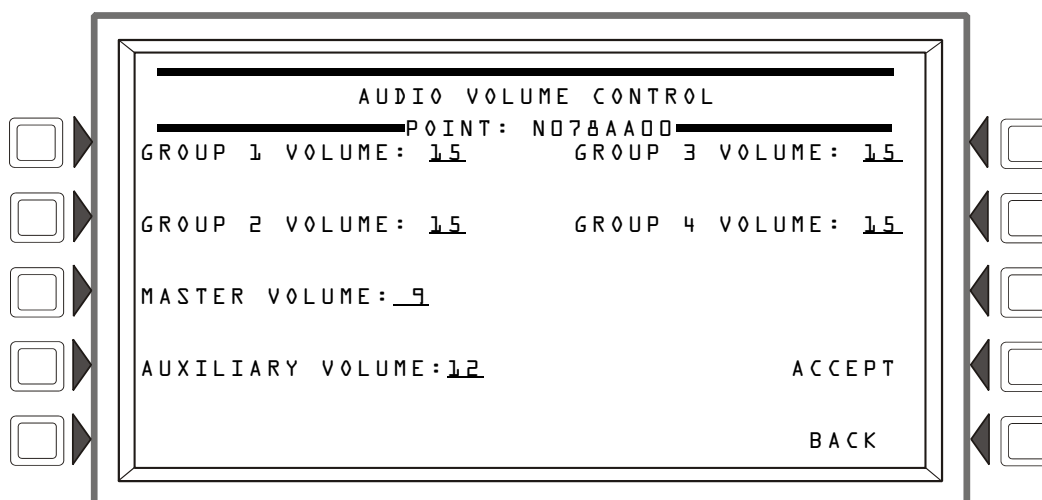 AUDIO VOLUME CONTROL
POINT: N078AA00
GROUP 1 VOLUME: 15 GROUP 3 VOLUME: 15
GROUP 2 VOLUME: 15 GROUP 4 VOLUME: 15
MASTER VOLUME: 9
AUXILIARY VOLUME:12 ACCEPT
BACK